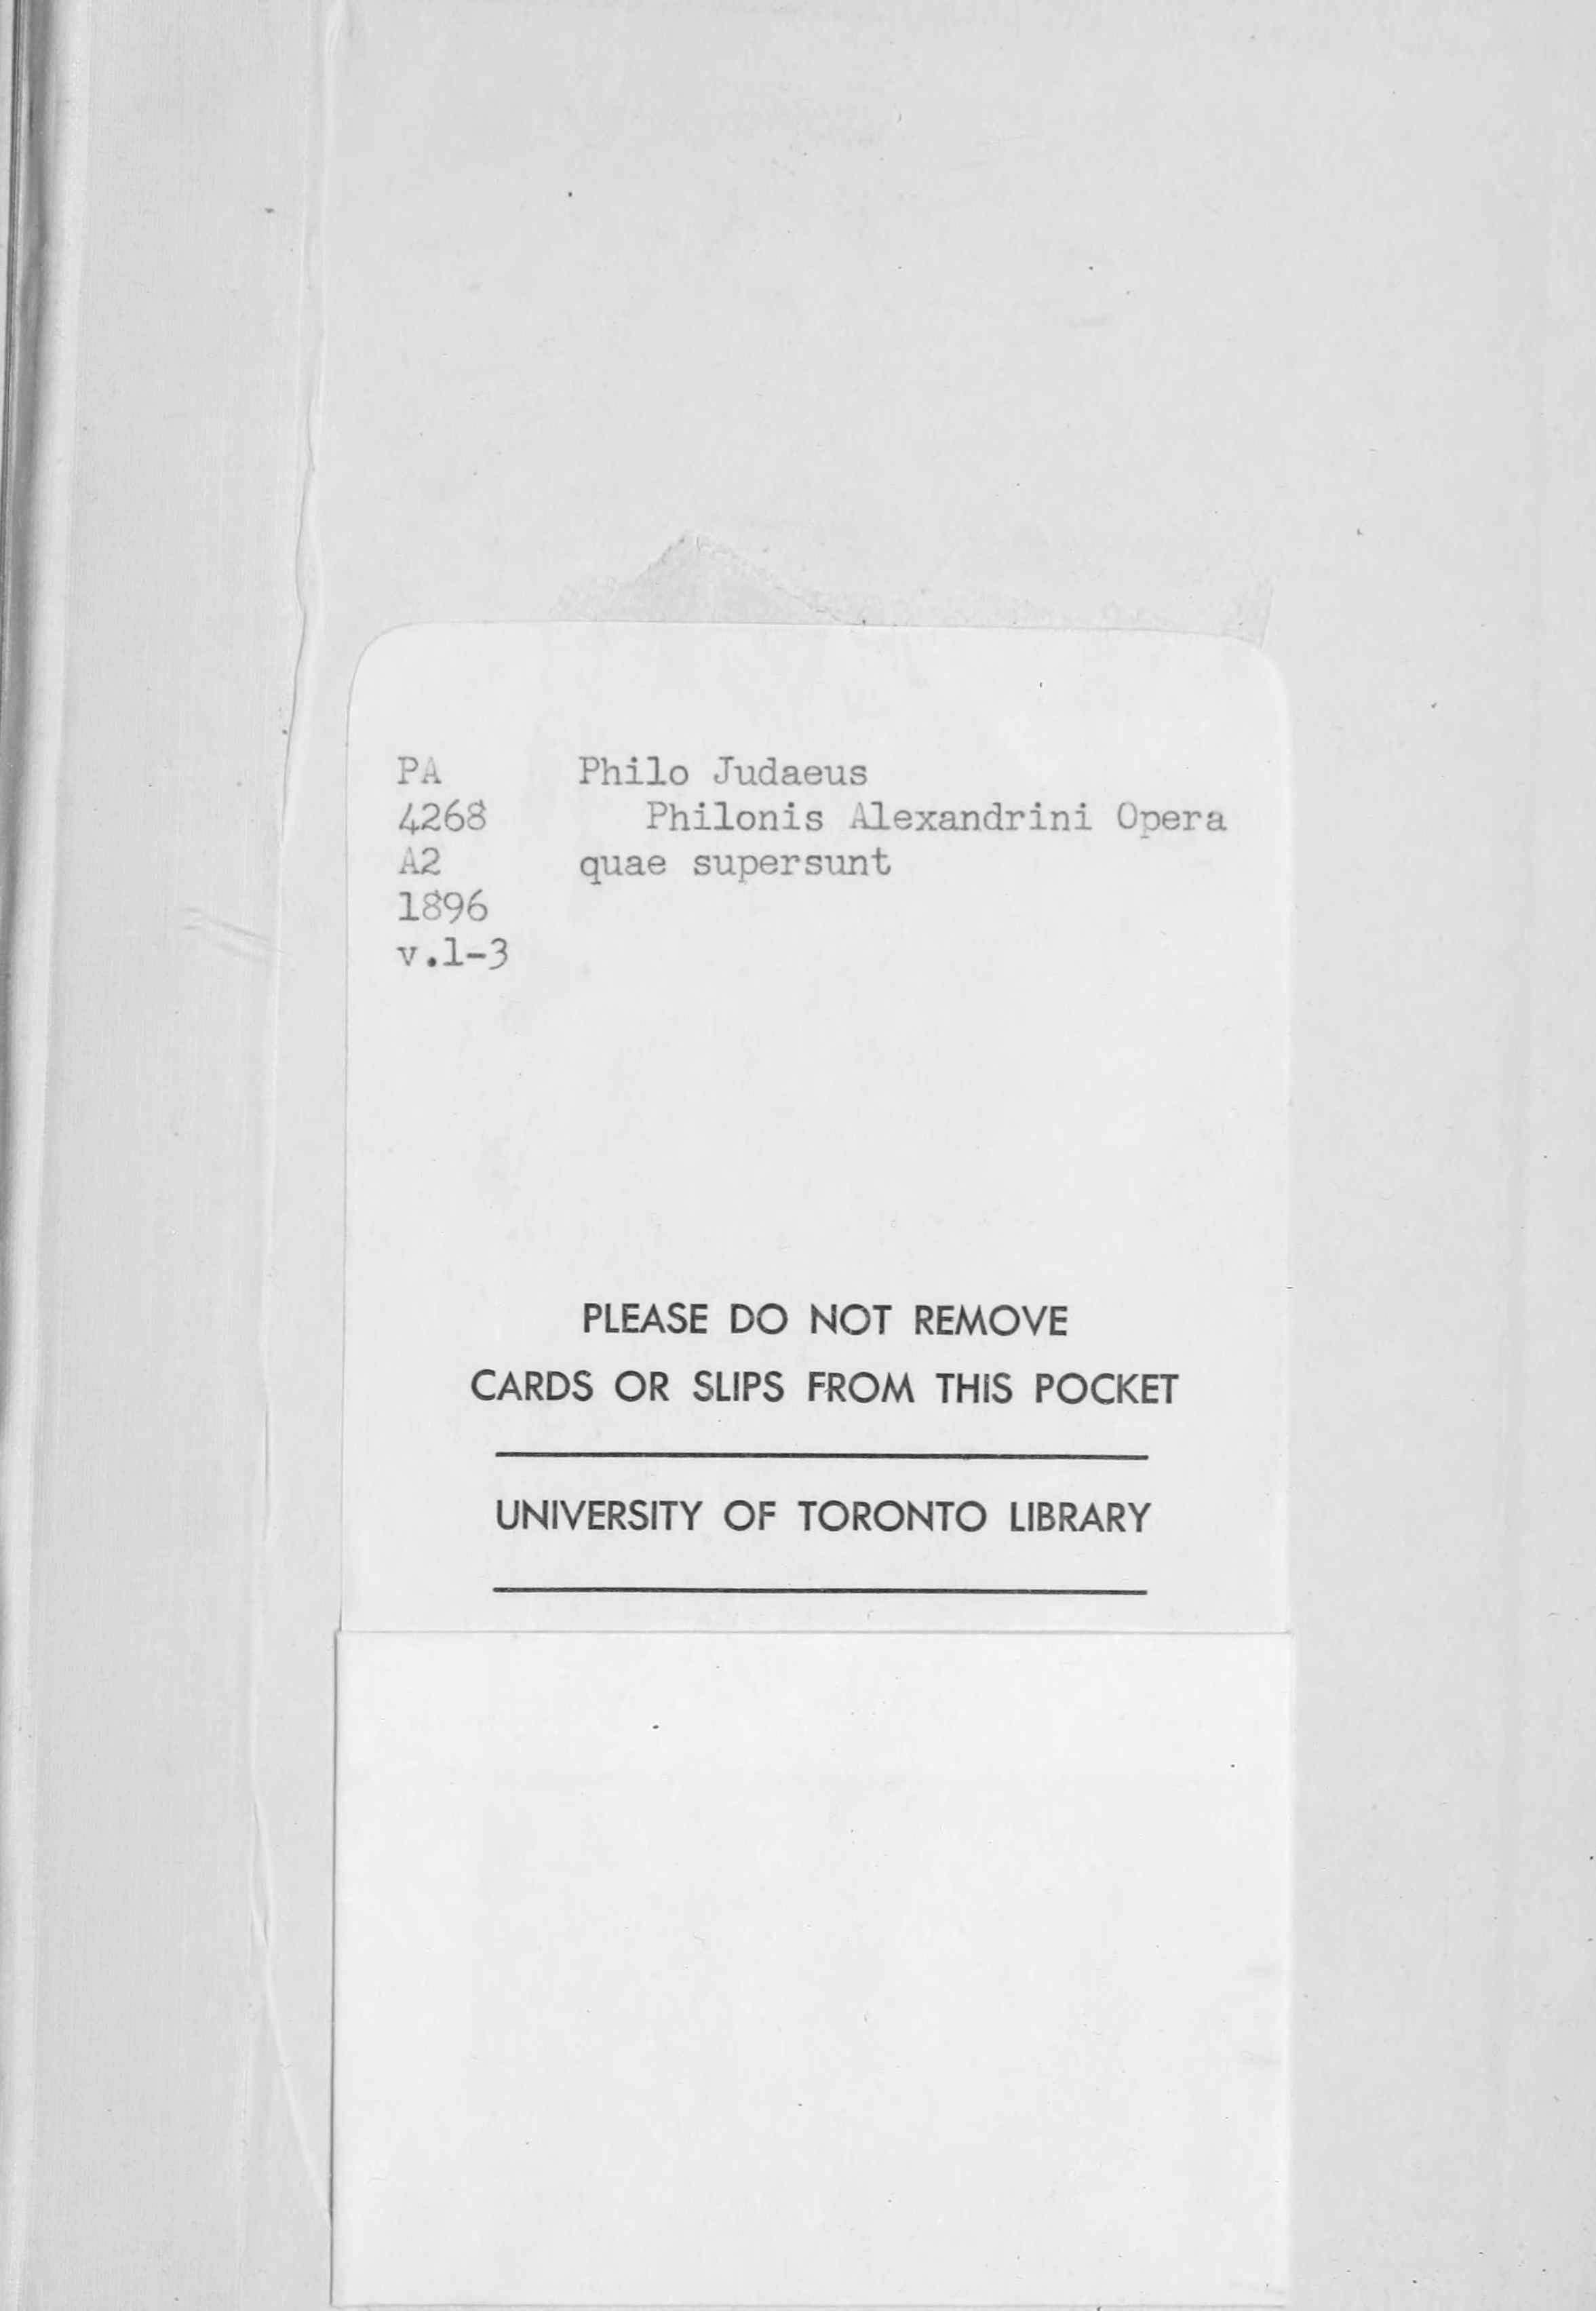 PA Philo Judaeus
4268 Philonis Alexandrini Opera
A2 quae supersunt
1896
v.1-3
PLEASE DO NOT REMOVE
CARDS OR SLIPS FROM THIS POCKET
UNIVERSITY OF TORONTO LIBRARY